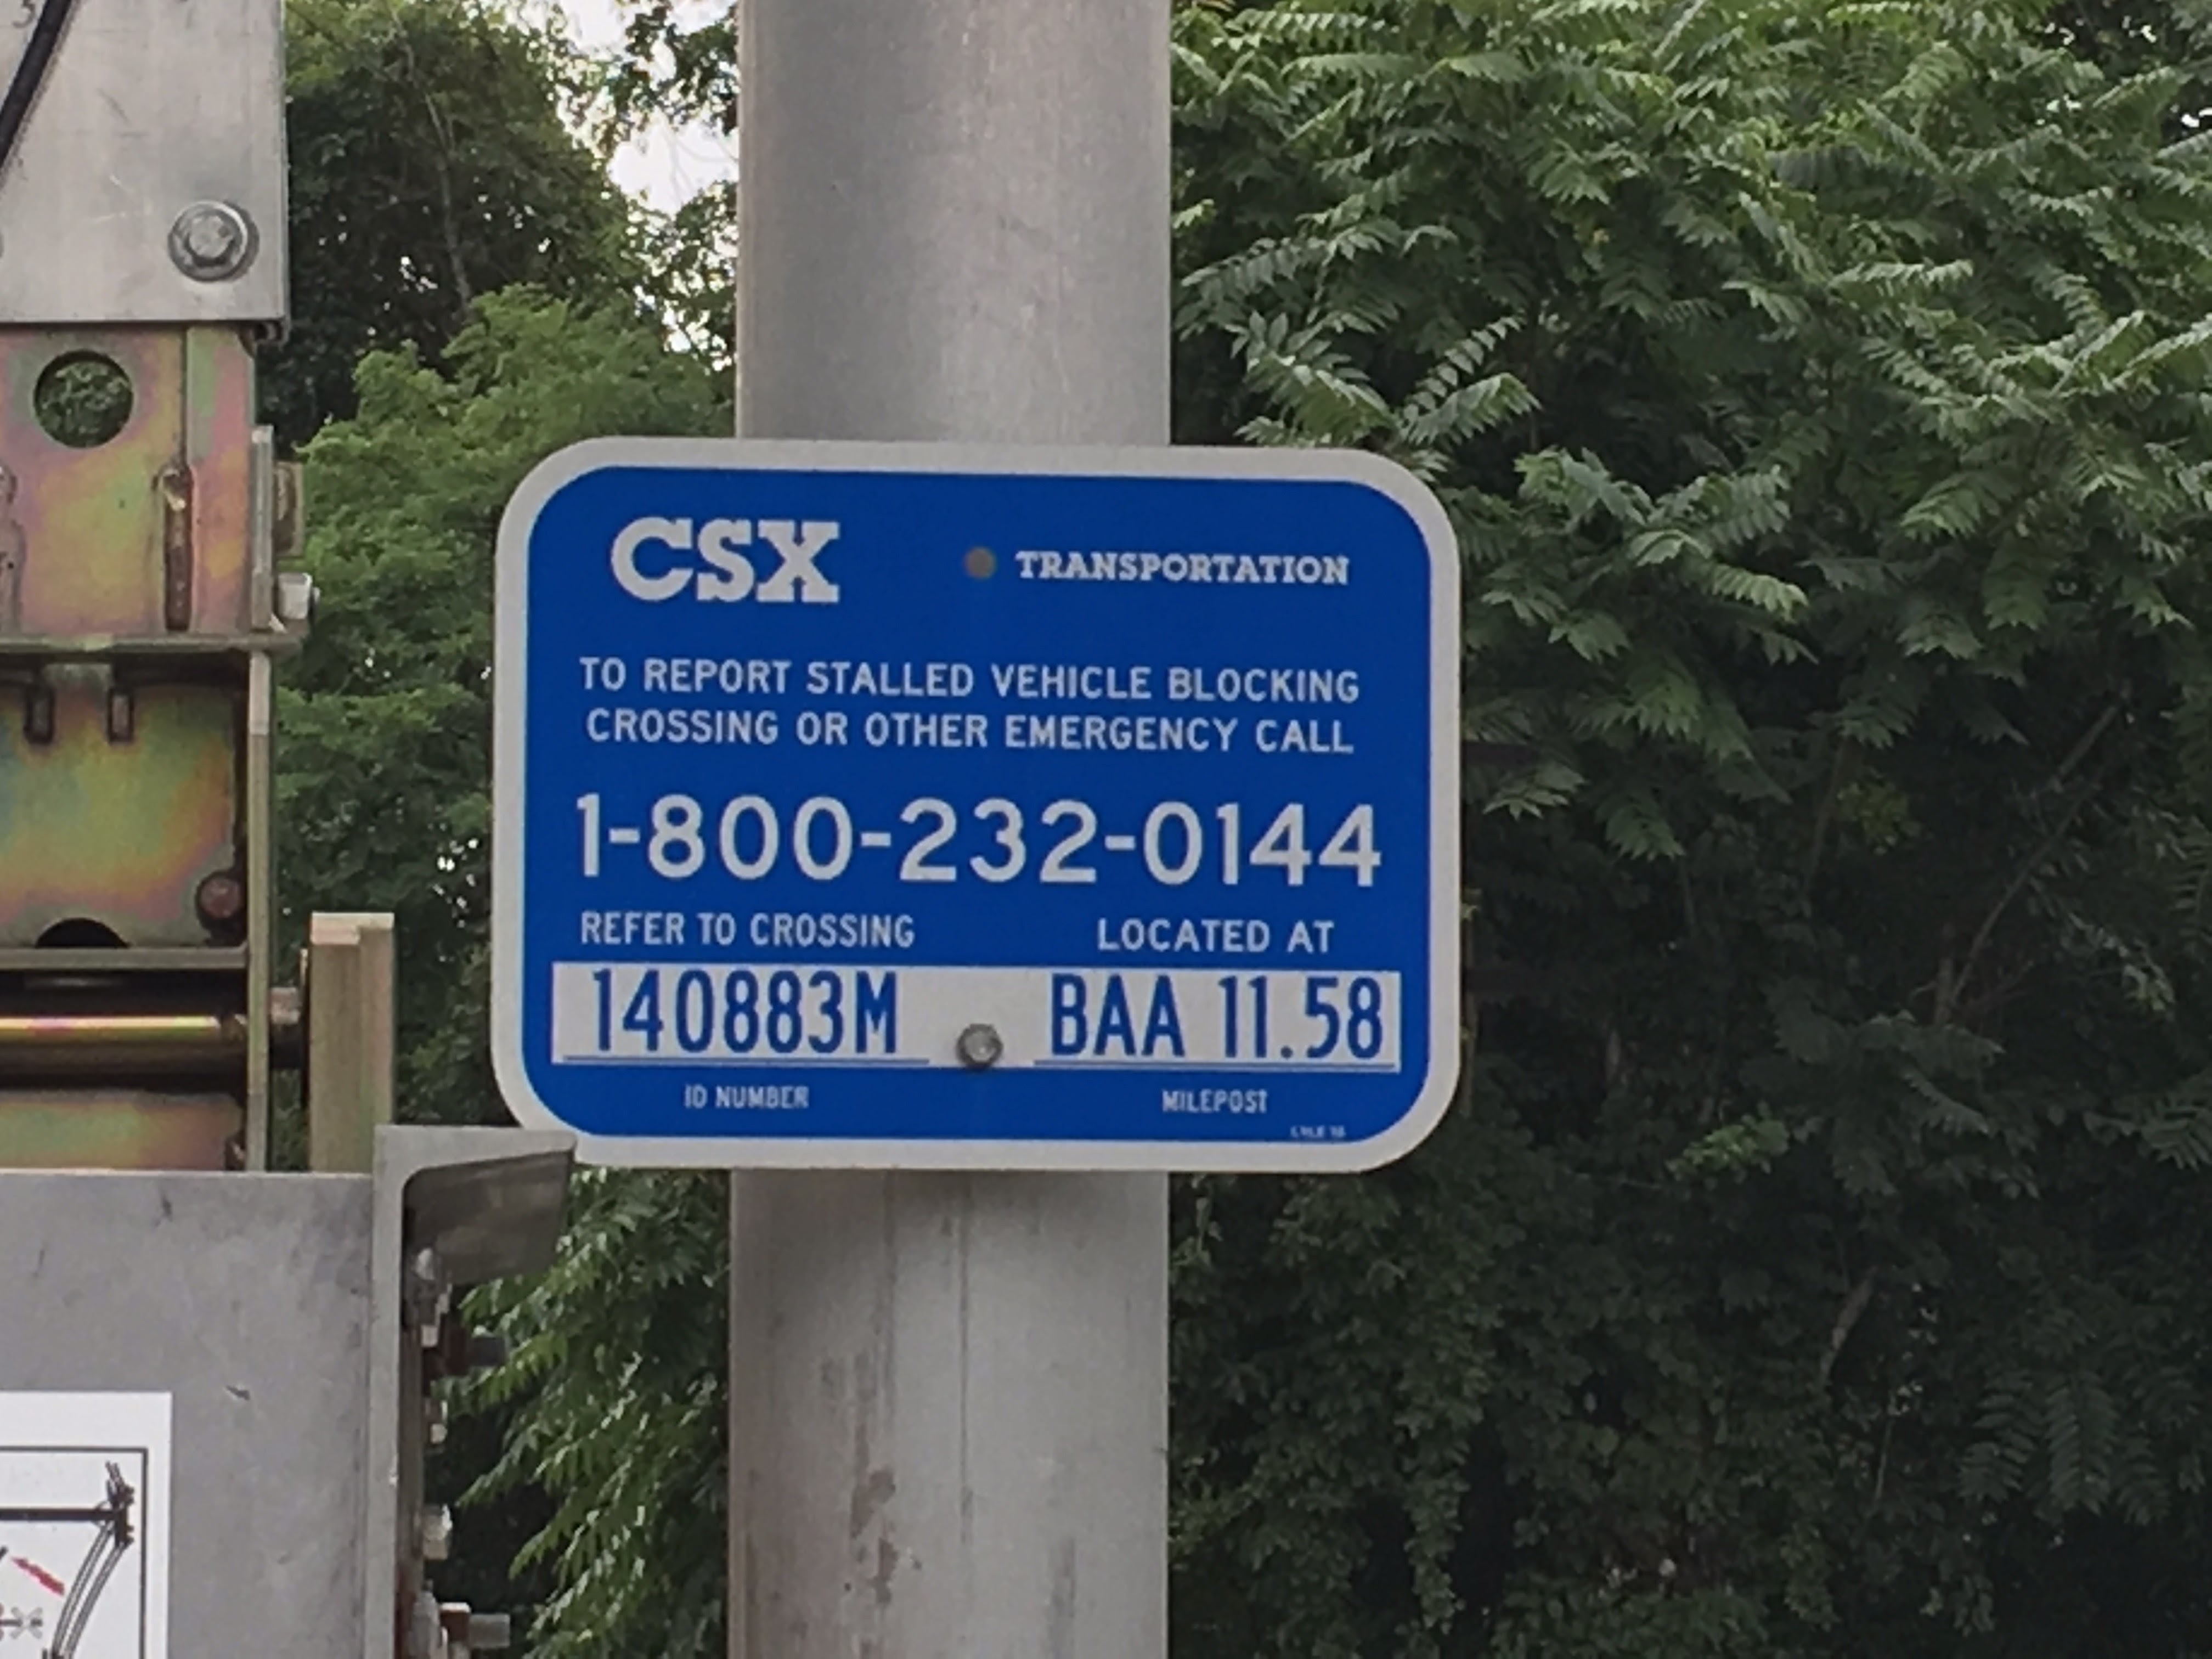 CSX TRANSPORTATION
TO REPORT STALLED VEHICLE BLOCKING
CROSSING OR OTHER EMERGENCY CALL
1-800-232-0144
REFER TO CROSSING LOCATED AT
140883M BAA 11.58
ID NUMBER MILEPOST